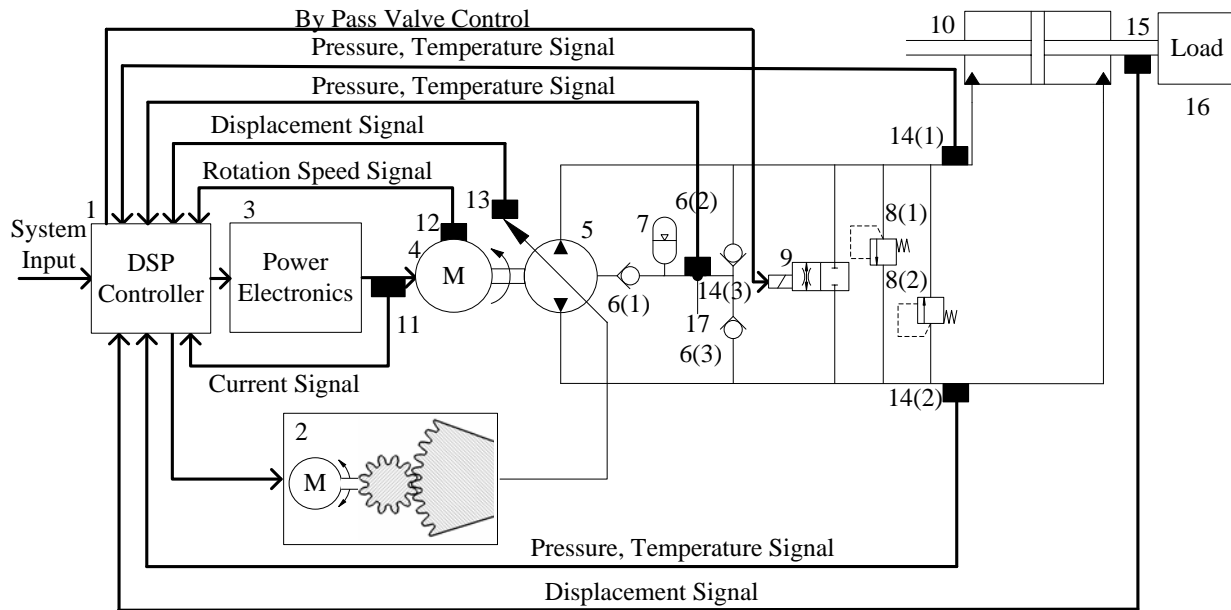 By Pass Valve Control
Pressure, Temperature Signal
Pressure, Temperature Signal
Displacement Signal
Rotation Speed Signal
10
15
Load
16
14(1)
13
12
1
3
4
5
7
6(2)
8(1)
System
Input
DSP
Controller
Power
Electronics
M
9
8(2)
6(1)
14(3)
11
17
6(3)
Current Signal
14(2)
2
M
Pressure, Temperature Signal
Displacement Signal